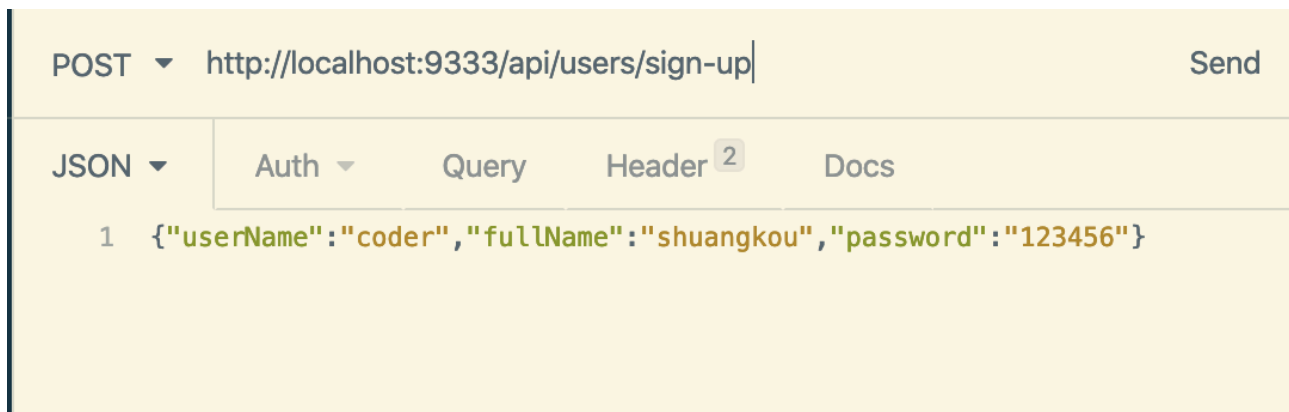 POST http://localhost:9333/api/users/sign-up Send
JSON Auth Query Header 2 Docs
1 {"userName":"coder","fullName":"shuangkou","password":"123456"}